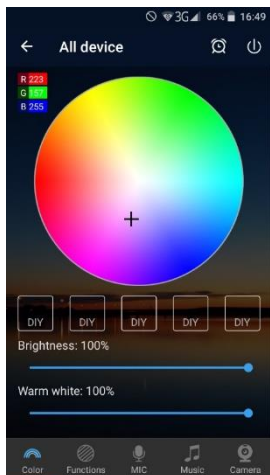 3G 66% 16:49
All device
R 223
G 157
B 255
DIY DIY DIY DIY DIY
Brightness: 100%
Warm white: 100%
Color Functions MIC Music Camera